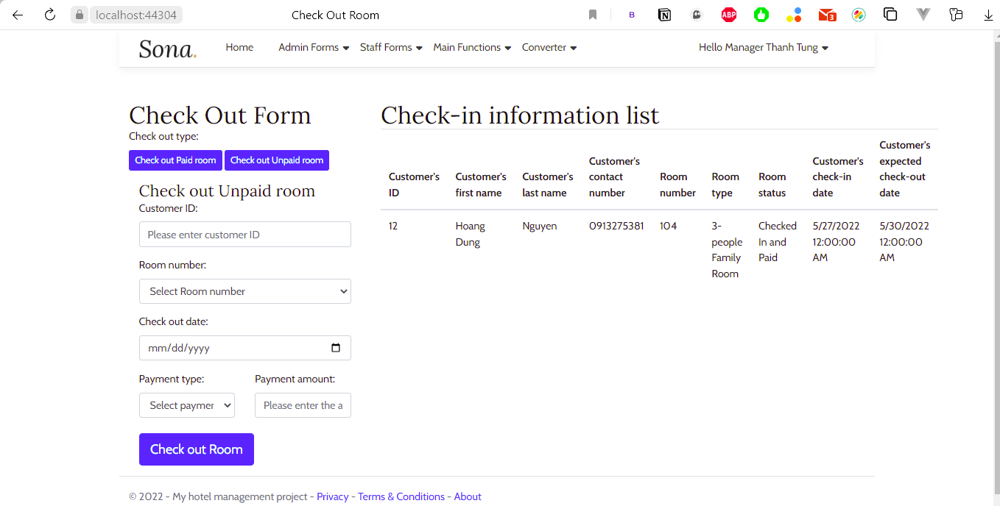 localhost:44304
Check Out Room
B
N
ABP
3
Sona.
Home
Admin Forms
Staff Forms
Main Functions
Converter
Hello Manager Thanh Tung
Check Out Form
Check out type:
Check out Paid room
Check out Unpaid room
Check out Unpaid room
Customer ID:
Please enter customer ID
Room number:
Select Room number
Check out date:
mm/dd/yyyy
Payment type:
Payment amount:
Select paymer
Please enter the a
Check out Room
Check-in information list
Customer's
ID
Customer's
first name
Customer's
last name
Customer's
contact
number
Room
number
Room
type
Room
status
Customer's
check-in
date
Customer's
expected
check-out
date
12
Hoang
Dung
Nguyen
0913275381
104
3-
people
Family
Room
Checked
In and
Paid
5/27/2022
12:00:00
AM
5/30/2022
12:00:00
AM
© 2022 - My hotel management project - Privacy - Terms & Conditions - About